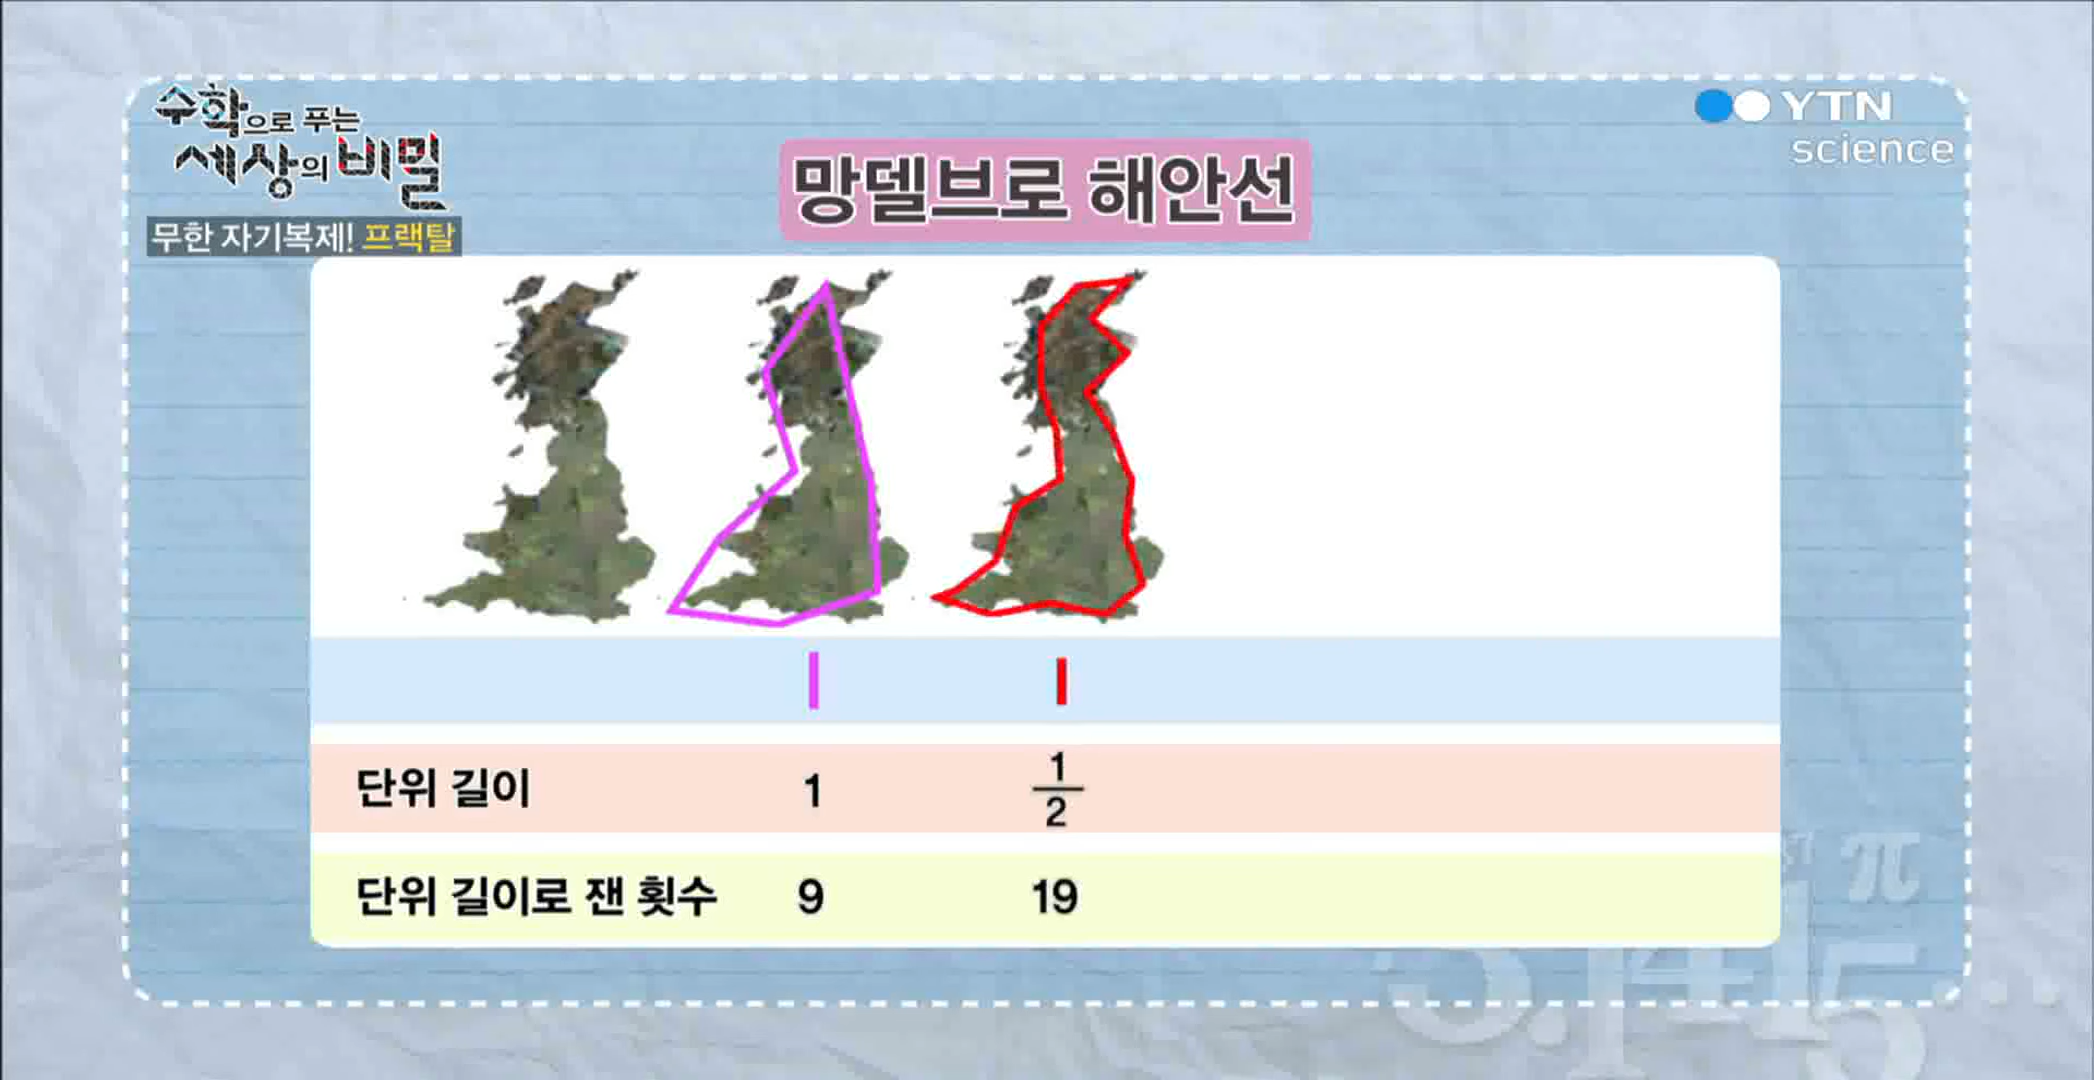 수학으로 푸는
세상의 비밀
무한 자기복제! 프랙탈
YTN
science
망델브로 해안선
단위 길이 1 1/2
단위 길이로 잰 횟수 9 19
π
3.1415...